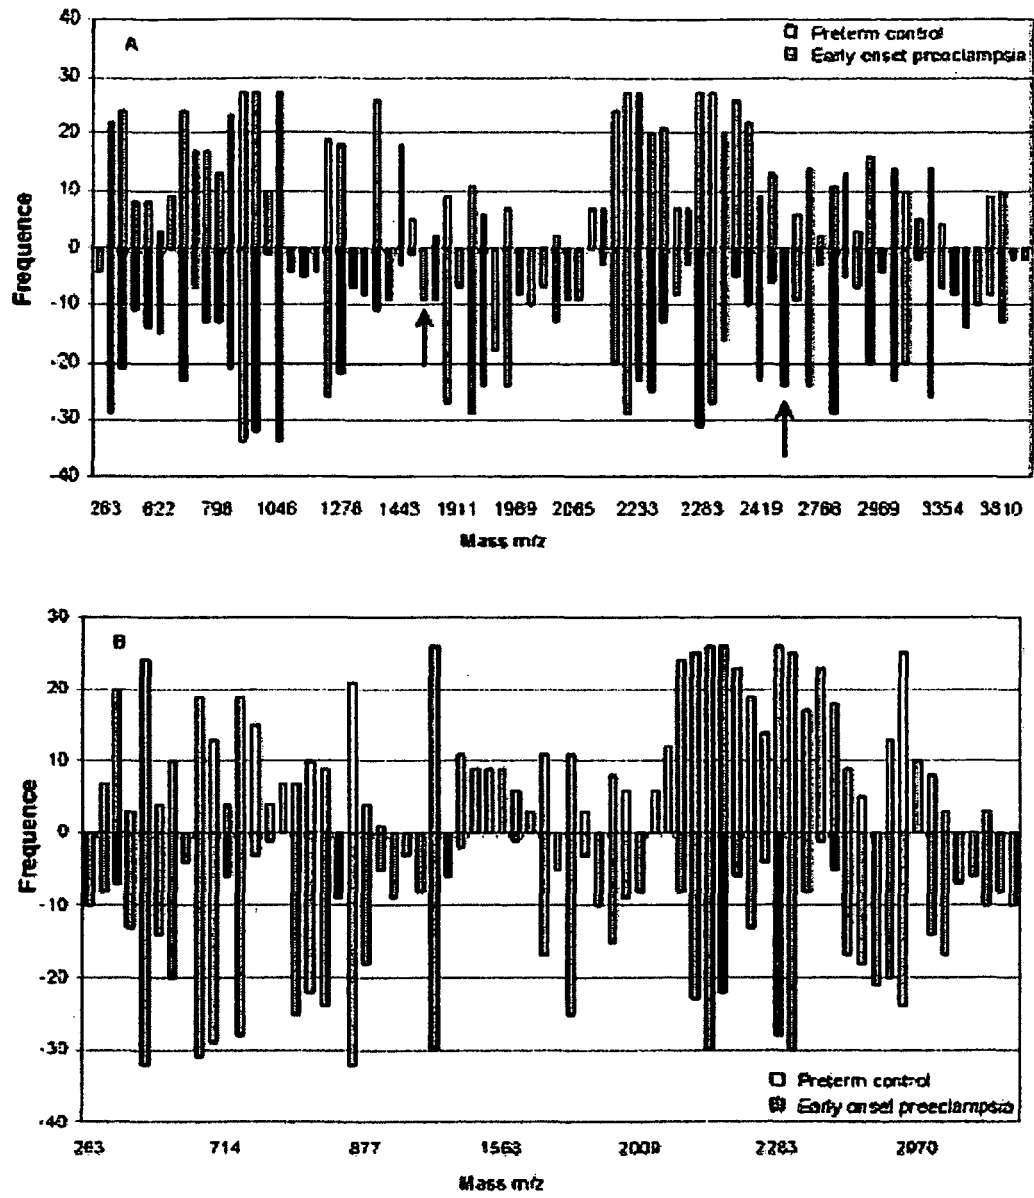 40
30
20
10
0
-10
-20
-30
-40
Frequence
A
Preterm control
Early onset preeclampsia
263 622 798 1046 1278 1443 1911 1989 2065 2233 2283 2419 2768 2969 3354 3810
Mass m/z
30
20
10
0
-10
-20
-30
-40
Frequence
B
Preterm control
Early onset preeclampsia
263 714 877 1563 2009 2283 2970
Mass m/z